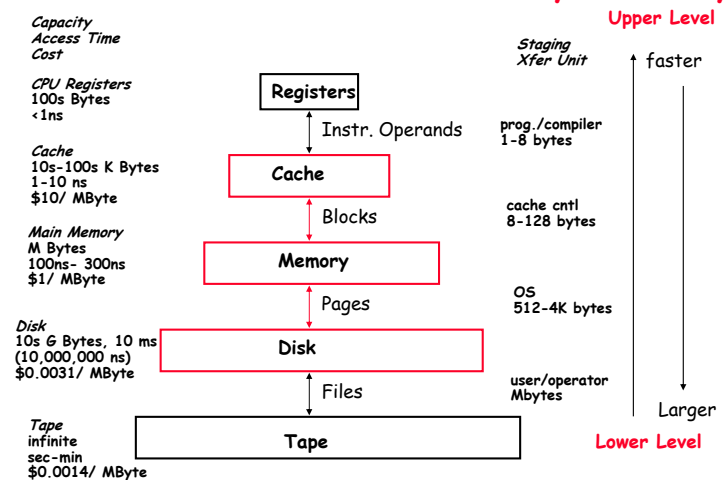 Upper Level
Capacity
Access Time
Cost
Staging
Xfer Unit
faster
CPU Registers
100s Bytes
<1ns
Registers
Instr. Operands
prog./compiler
1-8 bytes
Cache
10s-100s K Bytes
1-10 ns
$10/ MByte
Cache
Blocks
cache cntl
8-128 bytes
Main Memory
M Bytes
100ns- 300ns
$1/ MByte
Memory
Pages
OS
512-4K bytes
Disk
10s G Bytes, 10 ms
(10,000,000 ns)
$0.0031/ MByte
Disk
Files
user/operator
Mbytes
Larger
Tape
infinite
sec-min
$0.0014/ MByte
Tape
Lower Level